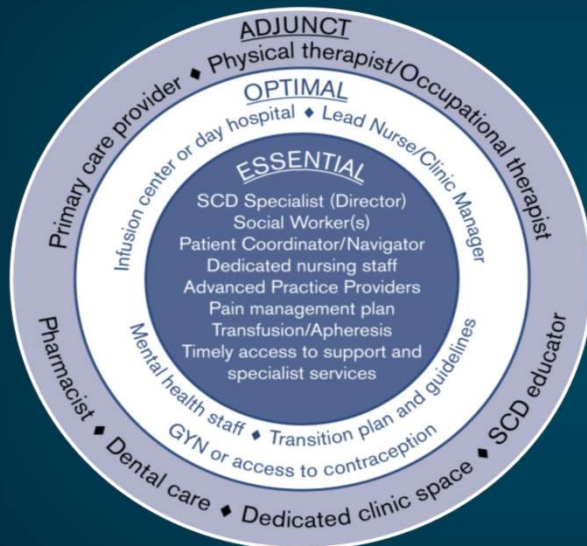 ADJUNCT
Primary care provider ♦ Physical therapist/Occupational therapist
OPTIMAL
Infusion center or day hospital ♦ Lead Nurse/Clinic Manager
ESSENTIAL
SCD Specialist (Director)
Social Worker(s)
Patient Coordinator/Navigator
Dedicated nursing staff
Advanced Practice Providers
Pain management plan
Transfusion/Apheresis
Timely access to support and
specialist services
Mental health staff ♦ Transition plan and guidelines
GYN or access to contraception
Pharmacist ♦ Dental care ♦ Dedicated clinic space ♦ SCD educator